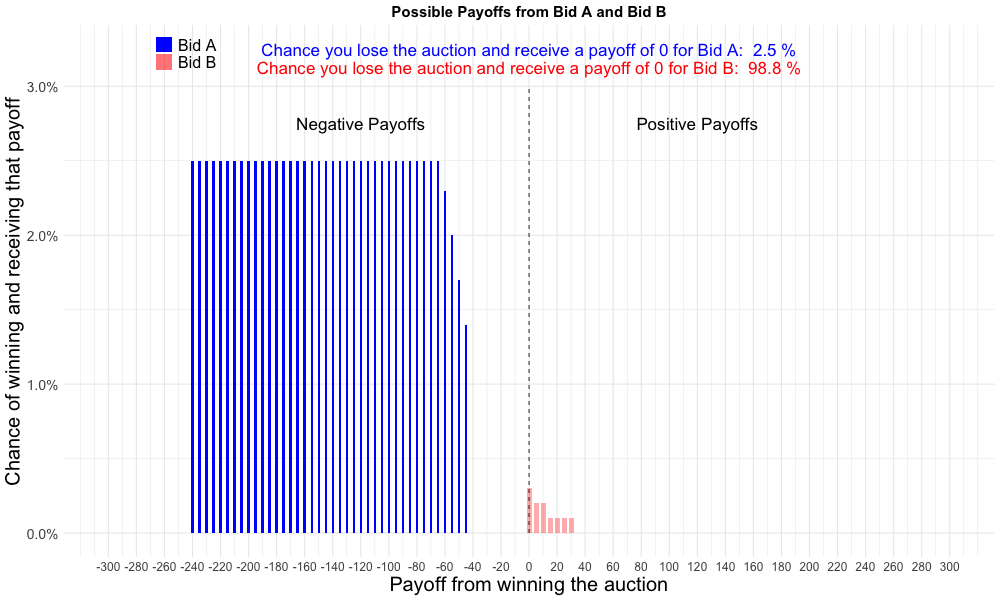 Possible Payoffs from Bid A and Bid B
Bid A
Bid B
Chance you lose the auction and receive a payoff of 0 for Bid A:  2.5 %
Chance you lose the auction and receive a payoff of 0 for Bid B:  98.8 %
Negative Payoffs
Positive Payoffs
Chance of winning and receiving that payoff
3.0%
2.0%
1.0%
0.0%
-300 -280 -260 -240 -220 -200 -180 -160 -140 -120 -100 -80 -60 -40 -20 0 20 40 60 80 100 120 140 160 180 200 220 240 260 280 300
Payoff from winning the auction